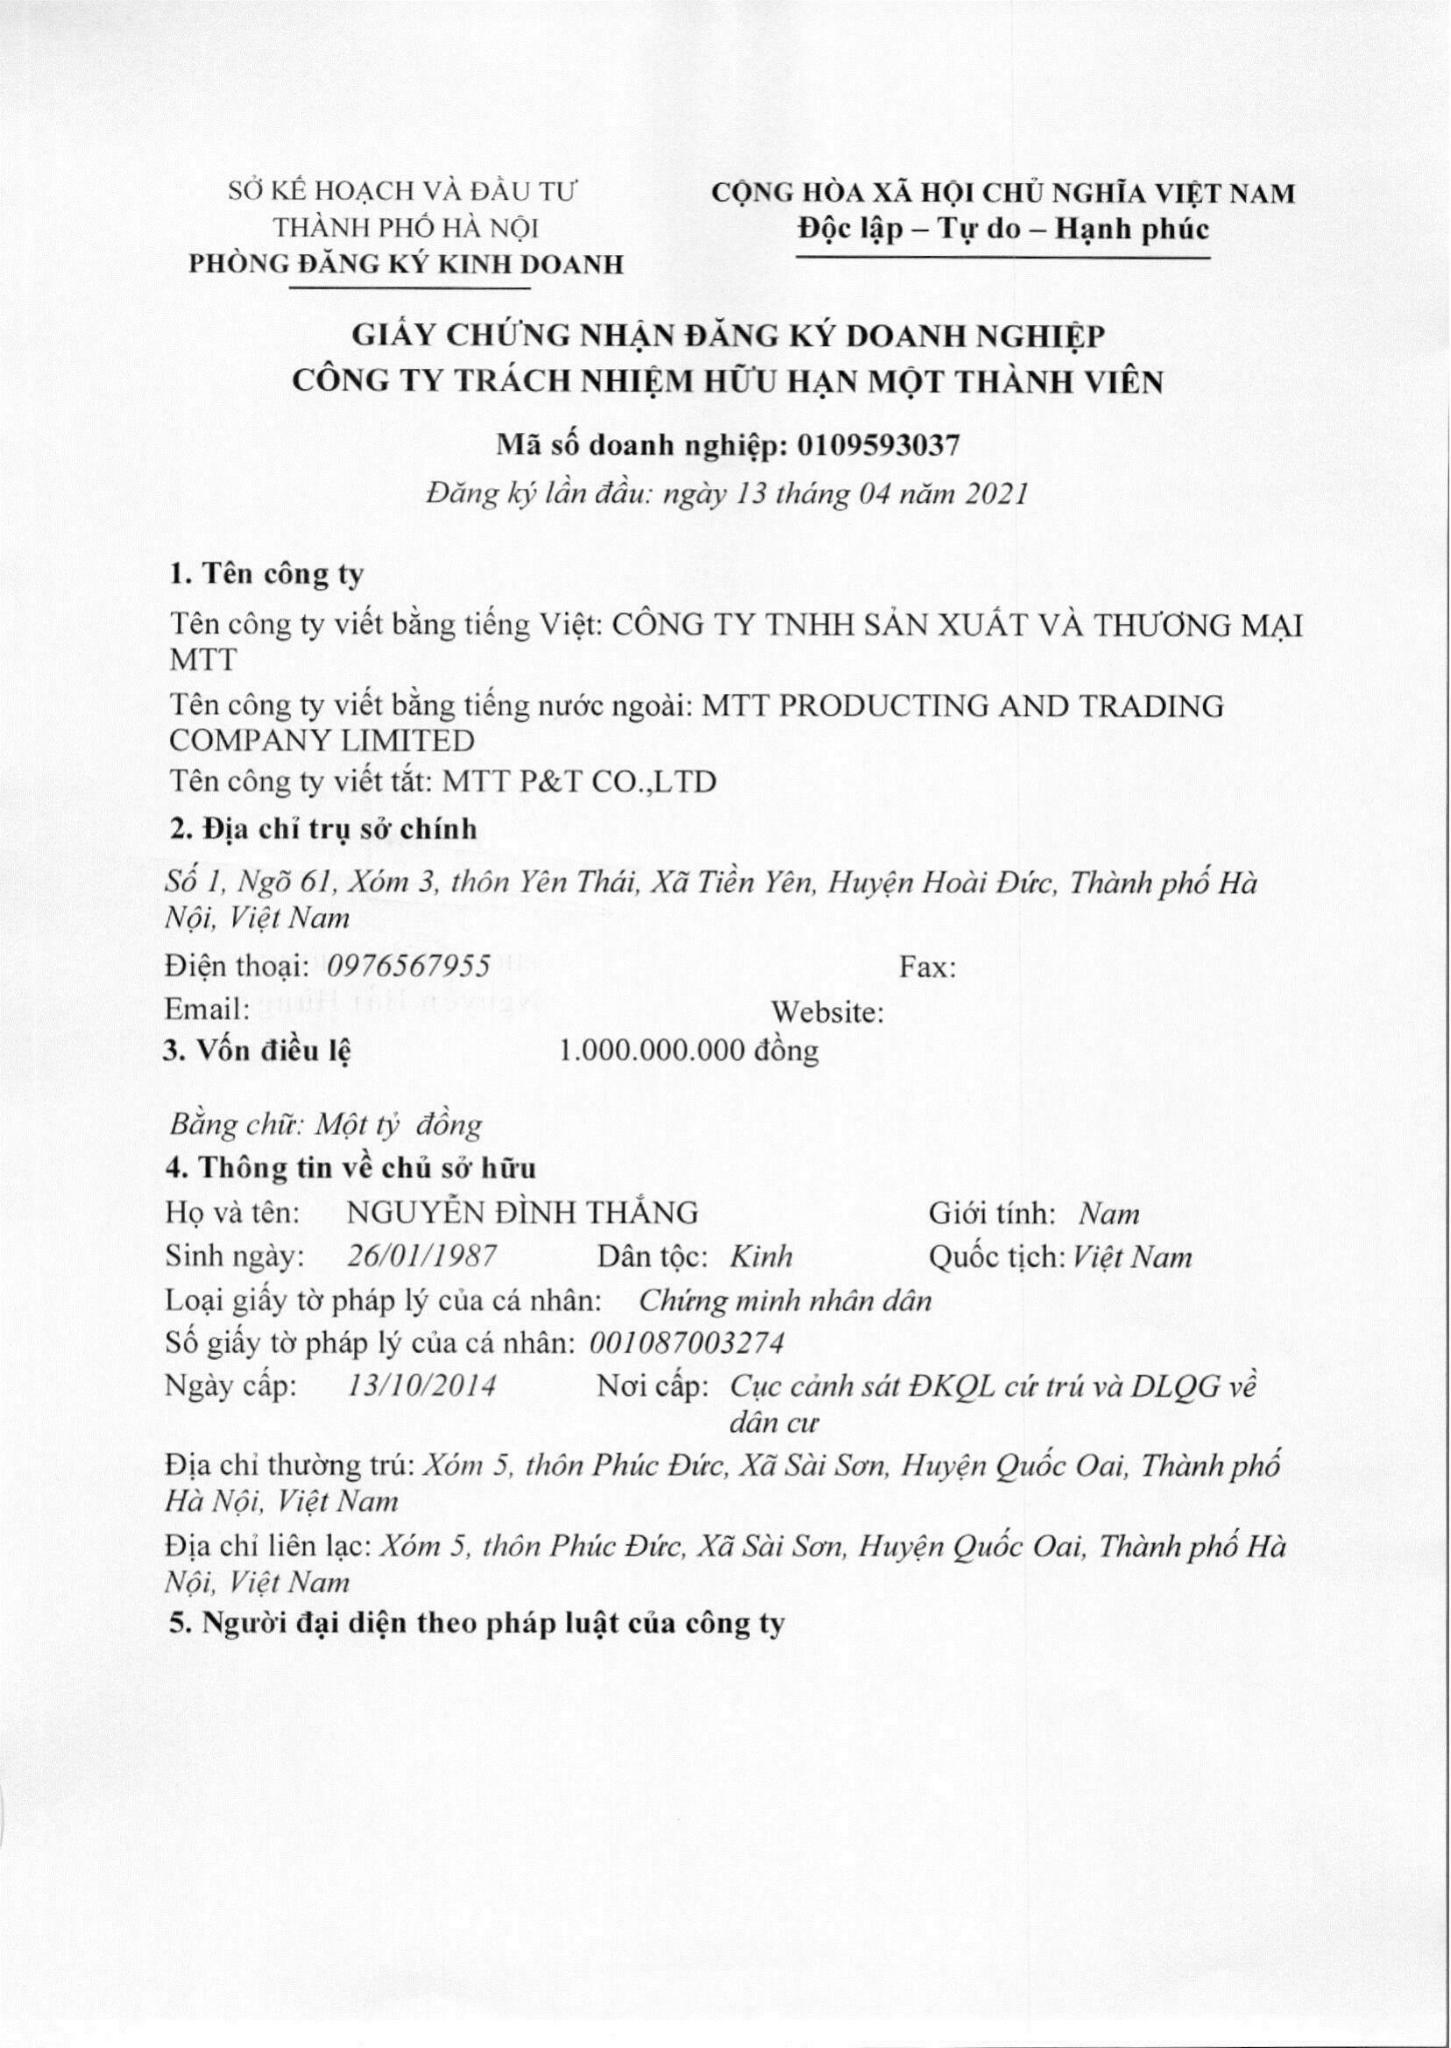 SỞ KẾ HOẠCH VÀ ĐẦU TƯ
THÀNH PHỐ HÀ NỘI
PHÒNG ĐĂNG KÝ KINH DOANH
CỘNG HÒA XÃ HỘI CHỦ NGHĨA VIỆT NAM
Độc lập – Tự do – Hạnh phúc
GIẤY CHỨNG NHẬN ĐĂNG KÝ DOANH NGHIỆP
CÔNG TY TRÁCH NHIỆM HỮU HẠN MỘT THÀNH VIÊN
Mã số doanh nghiệp: 0109593037
Đăng ký lần đầu: ngày 13 tháng 04 năm 2021
1. Tên công ty
Tên công ty viết bằng tiếng Việt: CÔNG TY TNHH SẢN XUẤT VÀ THƯƠNG MẠI
MTT
Tên công ty viết bằng tiếng nước ngoài: MTT PRODUCTING AND TRADING
COMPANY LIMITED
Tên công ty viết tắt: MTT P&T CO.,LTD
2. Địa chỉ trụ sở chính
Số 1, Ngõ 61, Xóm 3, thôn Yên Thái, Xã Tiền Yên, Huyện Hoài Đức, Thành phố Hà
Nội, Việt Nam
Điện thoại: 0976567955 Fax:
Email: Website:
3. Vốn điều lệ 1.000.000.000 đồng
Bằng chữ: Một tỷ đồng
4. Thông tin về chủ sở hữu
Họ và tên: NGUYỄN ĐÌNH THẮNG Giới tính: Nam
Sinh ngày: 26/01/1987 Dân tộc: Kinh Quốc tịch: Việt Nam
Loại giấy tờ pháp lý của cá nhân: Chứng minh nhân dân
Số giấy tờ pháp lý của cá nhân: 001087003274
Ngày cấp: 13/10/2014 Nơi cấp: Cục cảnh sát ĐKQL cứ trú và DLQG về
dân cư
Địa chỉ thường trú: Xóm 5, thôn Phúc Đức, Xã Sài Sơn, Huyện Quốc Oai, Thành phố
Hà Nội, Việt Nam
Địa chỉ liên lạc: Xóm 5, thôn Phúc Đức, Xã Sài Sơn, Huyện Quốc Oai, Thành phố Hà
Nội, Việt Nam
5. Người đại diện theo pháp luật của công ty